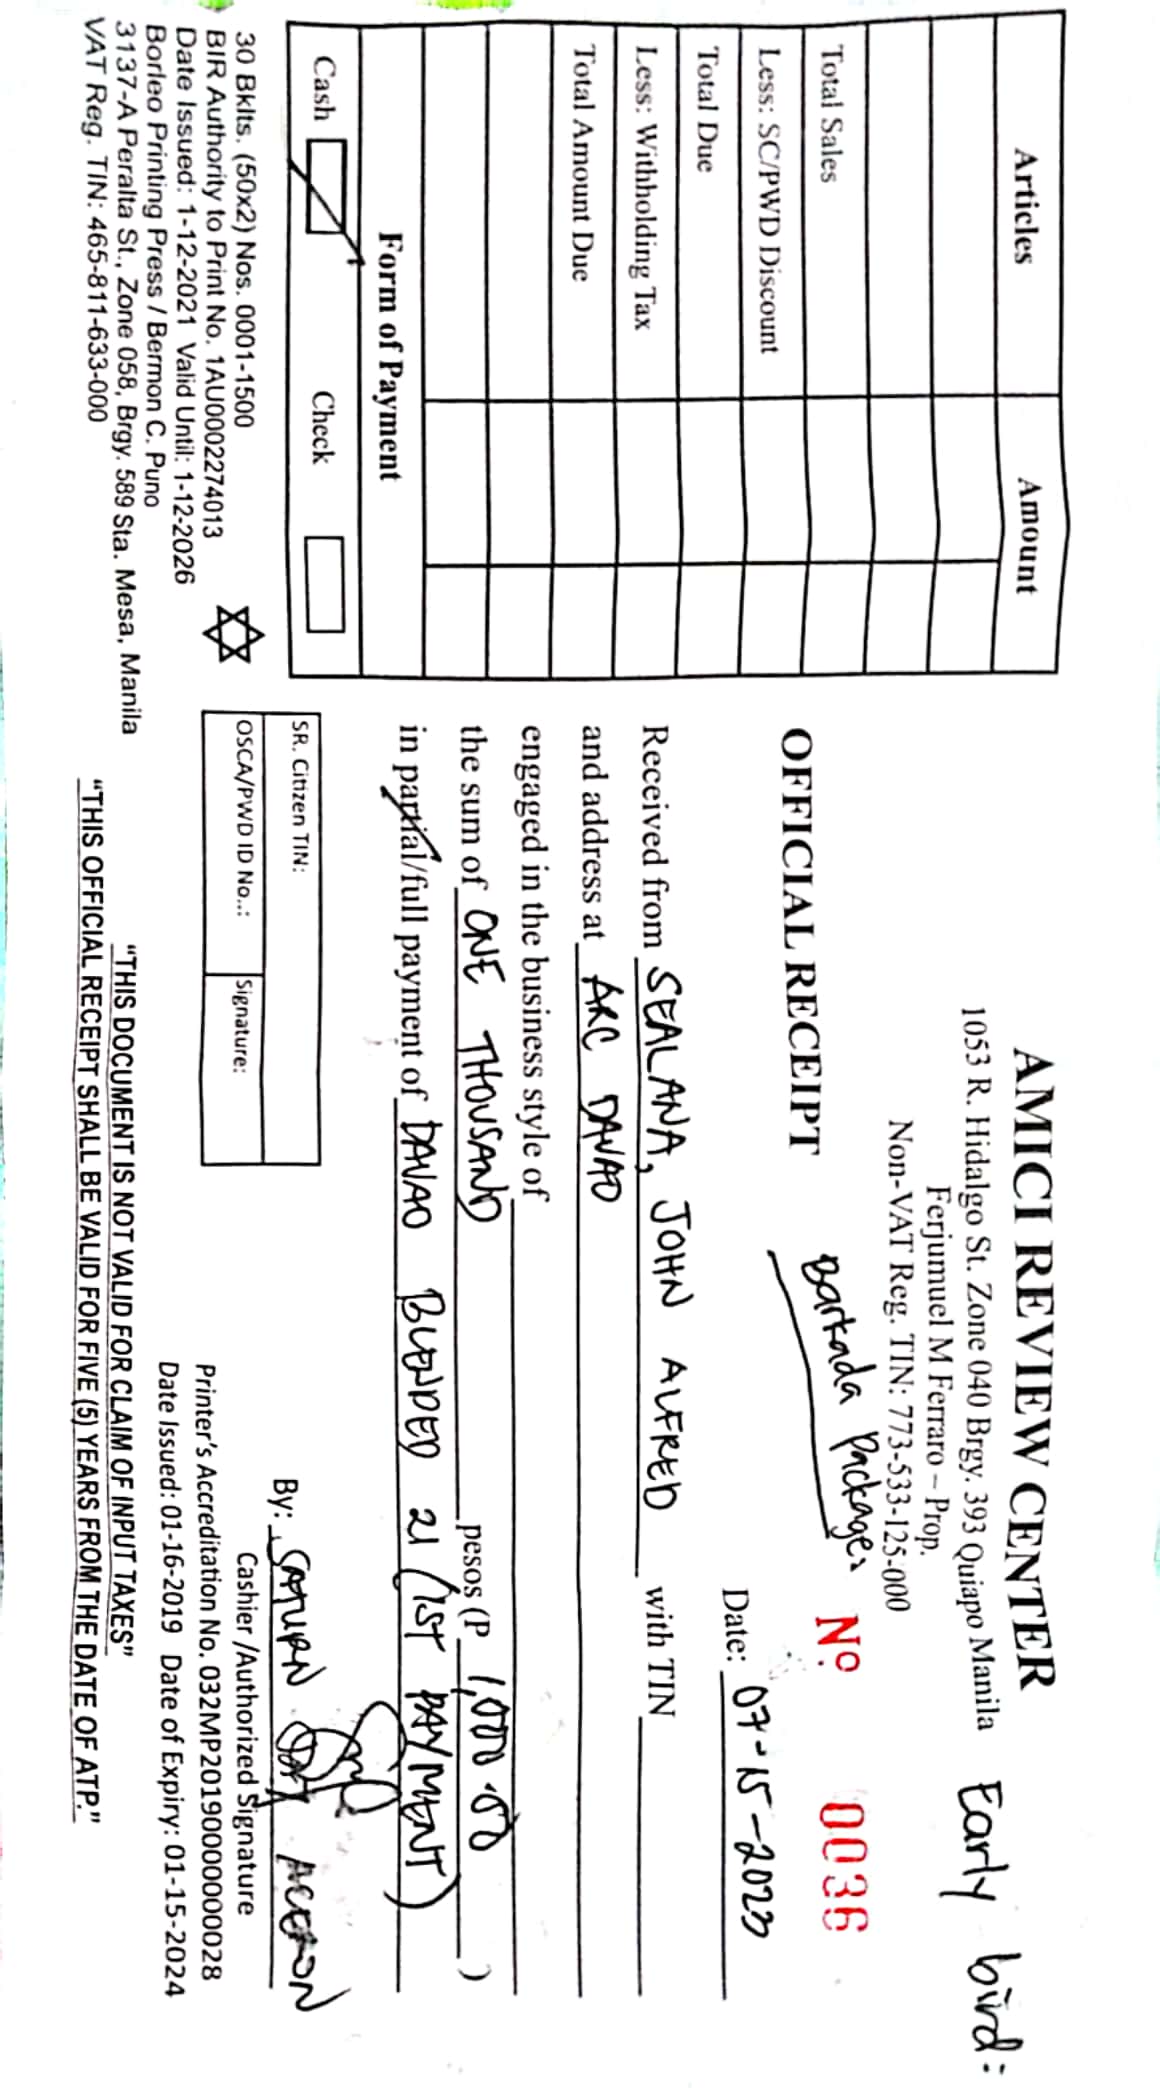 Articles Amount
Total Sales
Less: SC/PWD Discount
Total Due
Less: Withholding Tax
Total Amount Due
Form of Payment
Cash Check
30 Bklts. (50x2) Nos. 0001-1500
BIR Authority to Print No. 1AU0002274013
Date Issued: 1-12-2021 Valid Until: 1-12-2026
Borleo Printing Press / Bermon C. Puno
3137-A Peralta St., Zone 058, Brgy. 589 Sta. Mesa, Manila
VAT Reg. TIN: 465-811-633-000
AMICI REVIEW CENTER
1053 R. Hidalgo St. Zone 040 Brgy. 393 Quiapo Manila
Early bird:
Ferjumuel M Ferraro – Prop.
Non-VAT Reg. TIN: 773-533-125-000
Barkada Package:
OFFICIAL RECEIPT
Nº 0036
Date: 07-15-2023
Received from SEALANA, JOHN ALFRED with TIN
and address at ARC DAVAO
engaged in the business style of
the sum of ONE THOUSAND pesos (P 1,000.00 )
in partial/full payment of DAVAO BLENDED 21 (1ST PAYMENT)
SR. Citizen TIN:
OSCA/PWD ID No..: Signature:
By: ACERON
Cashier /Authorized Signature
Printer's Accreditation No. 032MP20190000000028
Date Issued: 01-16-2019 Date of Expiry: 01-15-2024
"THIS DOCUMENT IS NOT VALID FOR CLAIM OF INPUT TAXES"
"THIS OFFICIAL RECEIPT SHALL BE VALID FOR FIVE (5) YEARS FROM THE DATE OF ATP."